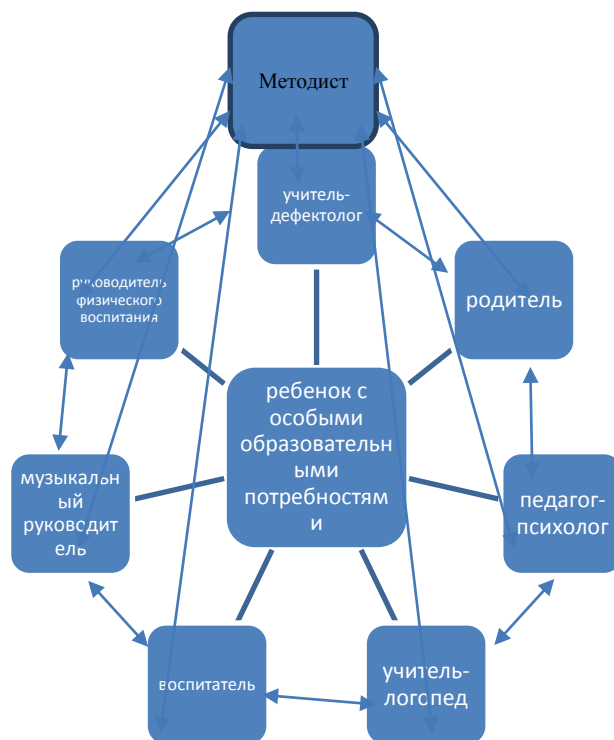 Методист
учитель-
дефектолог
руководитель
физического
воспитания
родитель
ребенок с
особыми
образовательн
ыми
потребностям
и
музыкальн
ый
руководит
ель
педагог-
психолог
воспитатель
учитель-
логопед